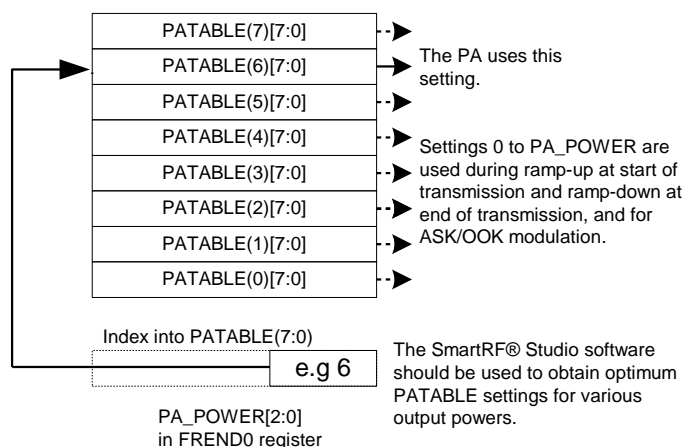 PATABLE(7)[7:0]
PATABLE(6)[7:0]
PATABLE(5)[7:0]
PATABLE(4)[7:0]
PATABLE(3)[7:0]
PATABLE(2)[7:0]
PATABLE(1)[7:0]
PATABLE(0)[7:0]
The PA uses this
setting.
Settings 0 to PA_POWER are
used during ramp-up at start of
transmission and ramp-down at
end of transmission, and for
ASK/OOK modulation.
Index into PATABLE(7:0)
e.g 6
PA_POWER[2:0]
in FREND0 register
The SmartRF® Studio software
should be used to obtain optimum
PATABLE settings for various
output powers.